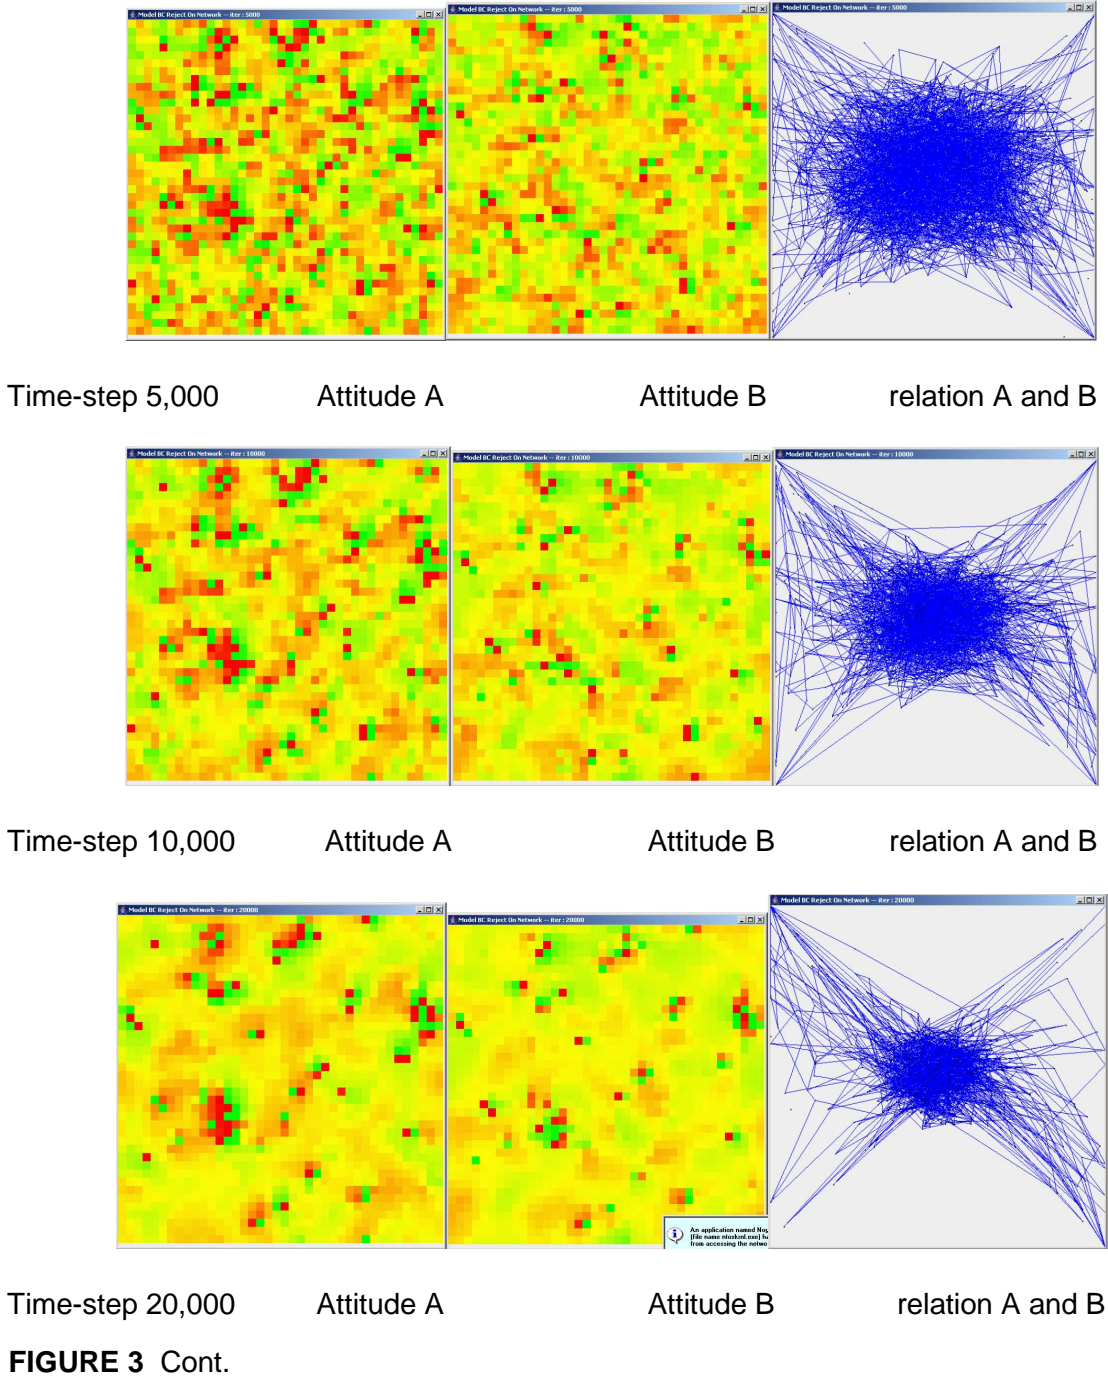 Model BC Reject On Network -- iter : 5000
Model BC Reject On Network -- iter : 5000
Model BC Reject On Network -- iter : 5000
Time-step 5,000 Attitude A Attitude B relation A and B
Model BC Reject On Network -- iter : 10000
Model BC Reject On Network -- iter : 10000
Model BC Reject On Network -- iter : 10000
Time-step 10,000 Attitude A Attitude B relation A and B
Model BC Reject On Network -- iter : 20000
Model BC Reject On Network -- iter : 20000
Model BC Reject On Network -- iter : 20000
An application named
(file name
from accessing the
Time-step 20,000 Attitude A Attitude B relation A and B
FIGURE 3 Cont.